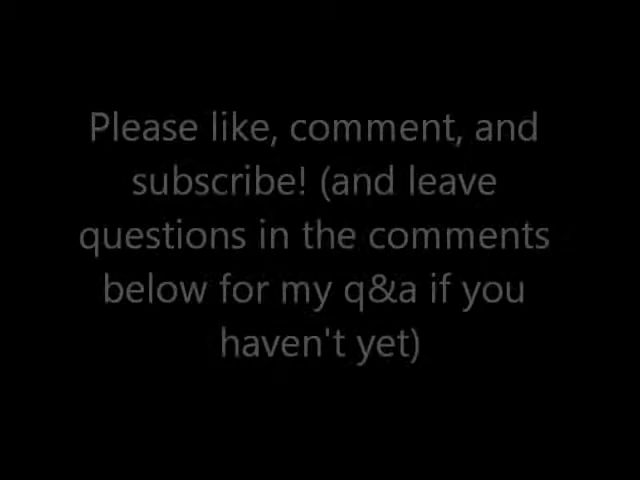 Please like, comment, and
subscribe! (and leave
questions in the comments
below for my q&a if you
haven't yet)